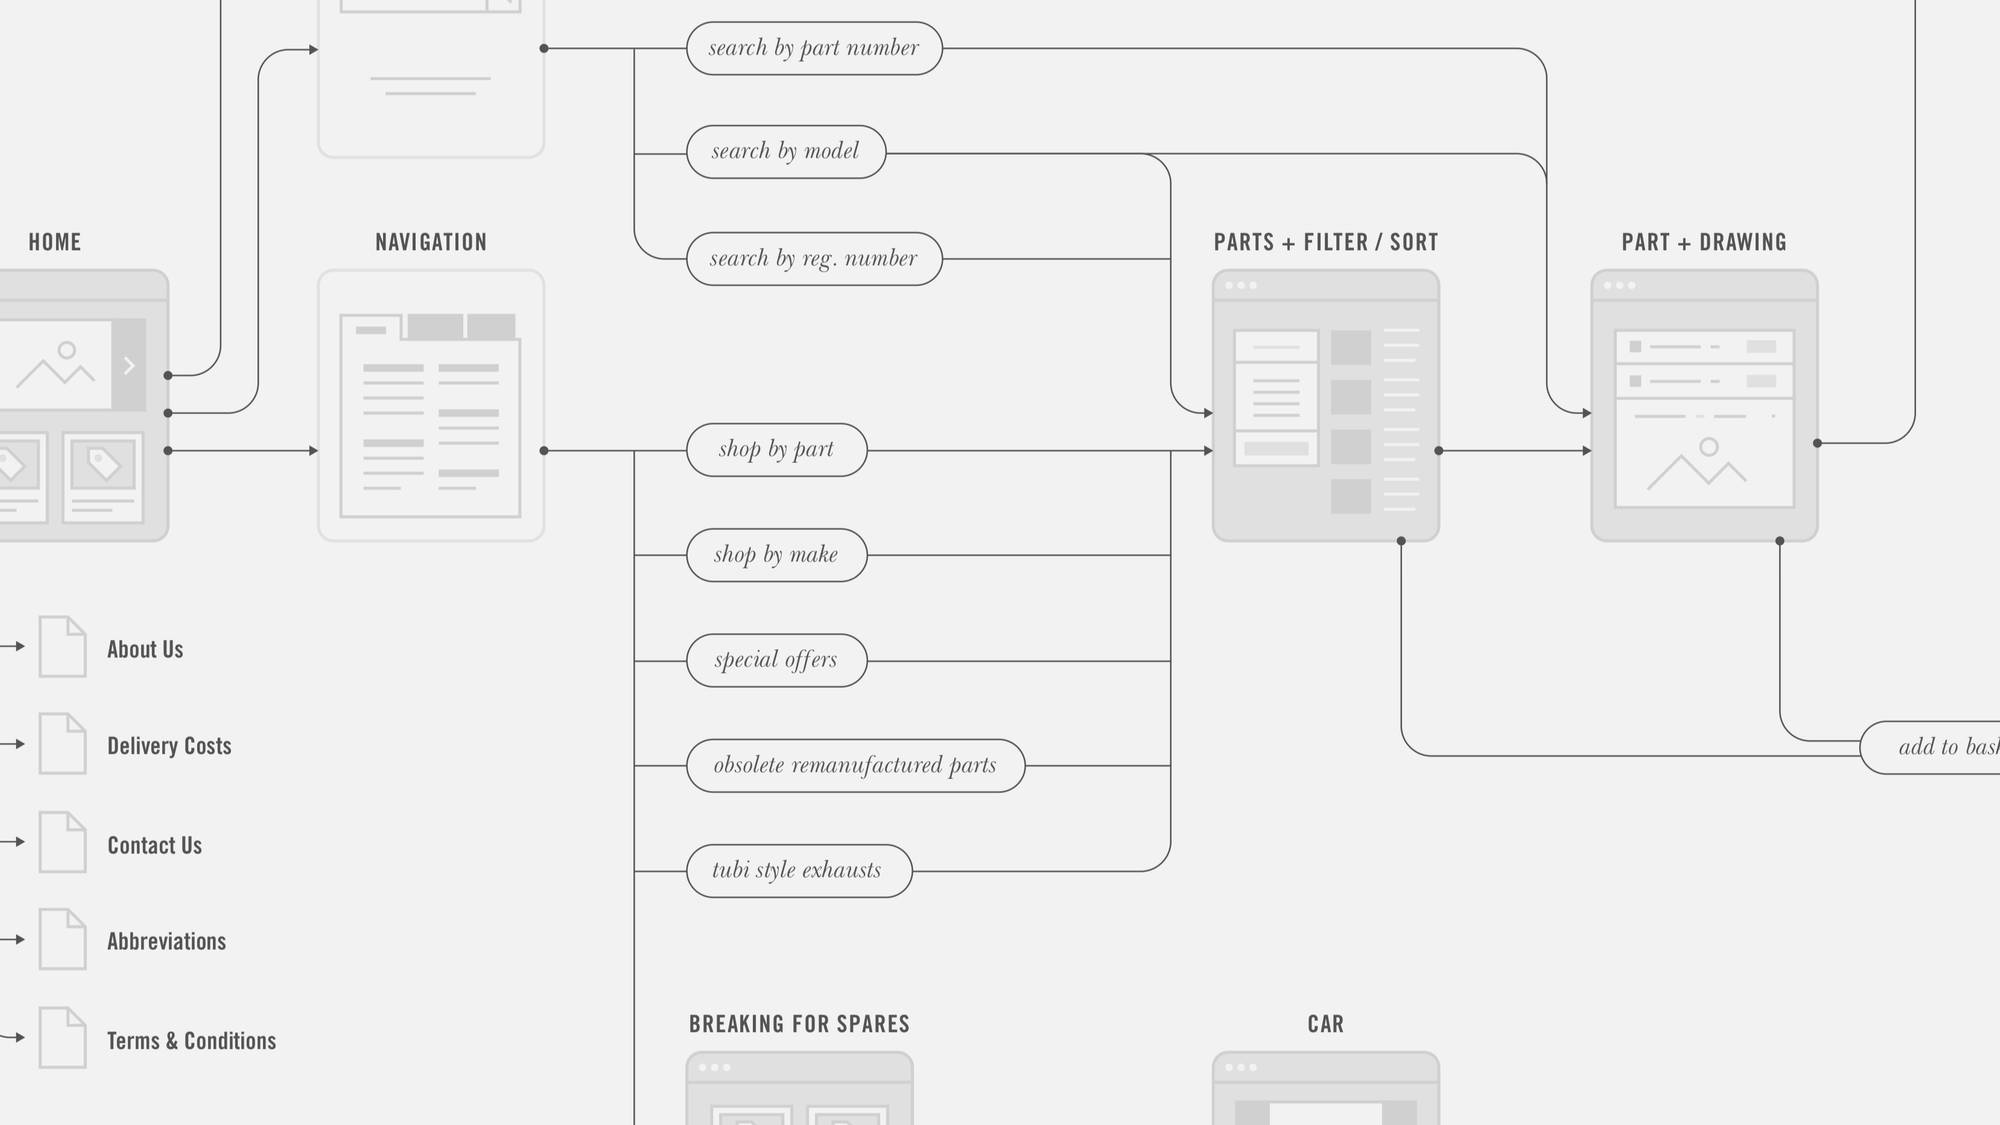 search by part number
search by model
HOME
NAVIGATION
search by reg. number
PARTS + FILTER / SORT
PART + DRAWING
shop by part
shop by make
About Us
special offers
Delivery Costs
add to
obsolete remanufactured parts
Contact Us
tubi style exhausts
Abbreviations
BREAKING FOR SPARES
CAR
Terms & Conditions